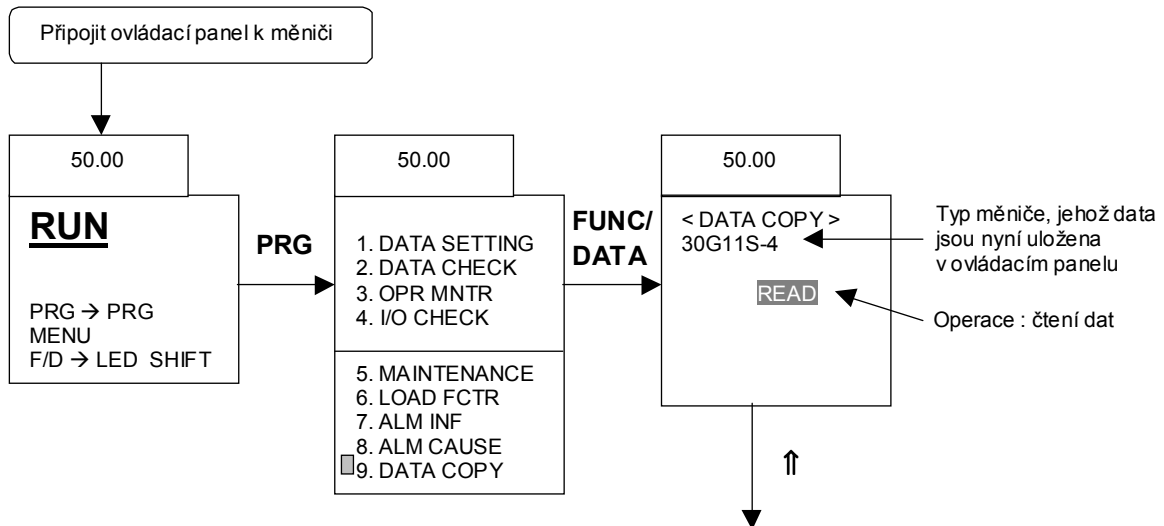 Připojit ovládací panel k měniči
50.00
RUN
PRG → PRG
MENU
F/D → LED SHIFT
PRG
50.00
1. DATA SETTING
2. DATA CHECK
3. OPR MNTR
4. I/O CHECK
5. MAINTENANCE
6. LOAD FCTR
7. ALM INF
8. ALM CAUSE
9. DATA COPY
FUNC/
DATA
50.00
< DATA COPY >
30G11S-4
READ
Typ měniče, jehož data
jsou nyní uložena
v ovládacím panelu
Operace : čtení dat
⇑